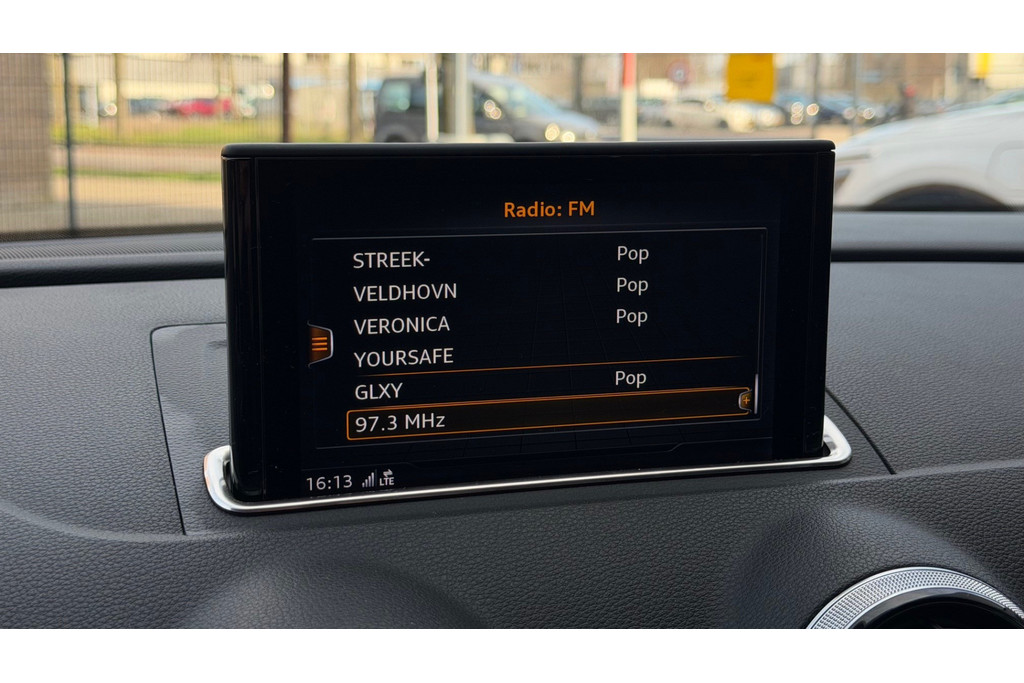 Radio: FM
STREEK- Pop
VELDHOVN Pop
VERONICA Pop
YOURSAFE
GLXY Pop
97.3 MHz
16:13 LTE